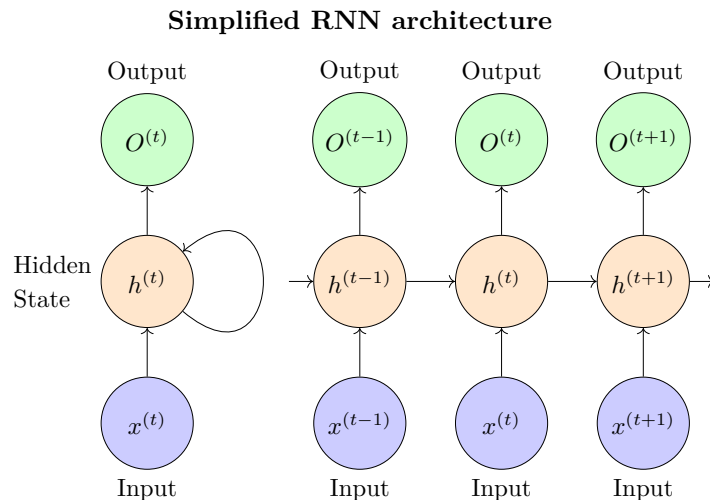 Simplified RNN architecture
Output Output Output Output
O^(t) O^(t−1) O^(t) O^(t+1)
Hidden
State
h^(t) h^(t−1) h^(t) h^(t+1)
x^(t) x^(t−1) x^(t) x^(t+1)
Input Input Input Input